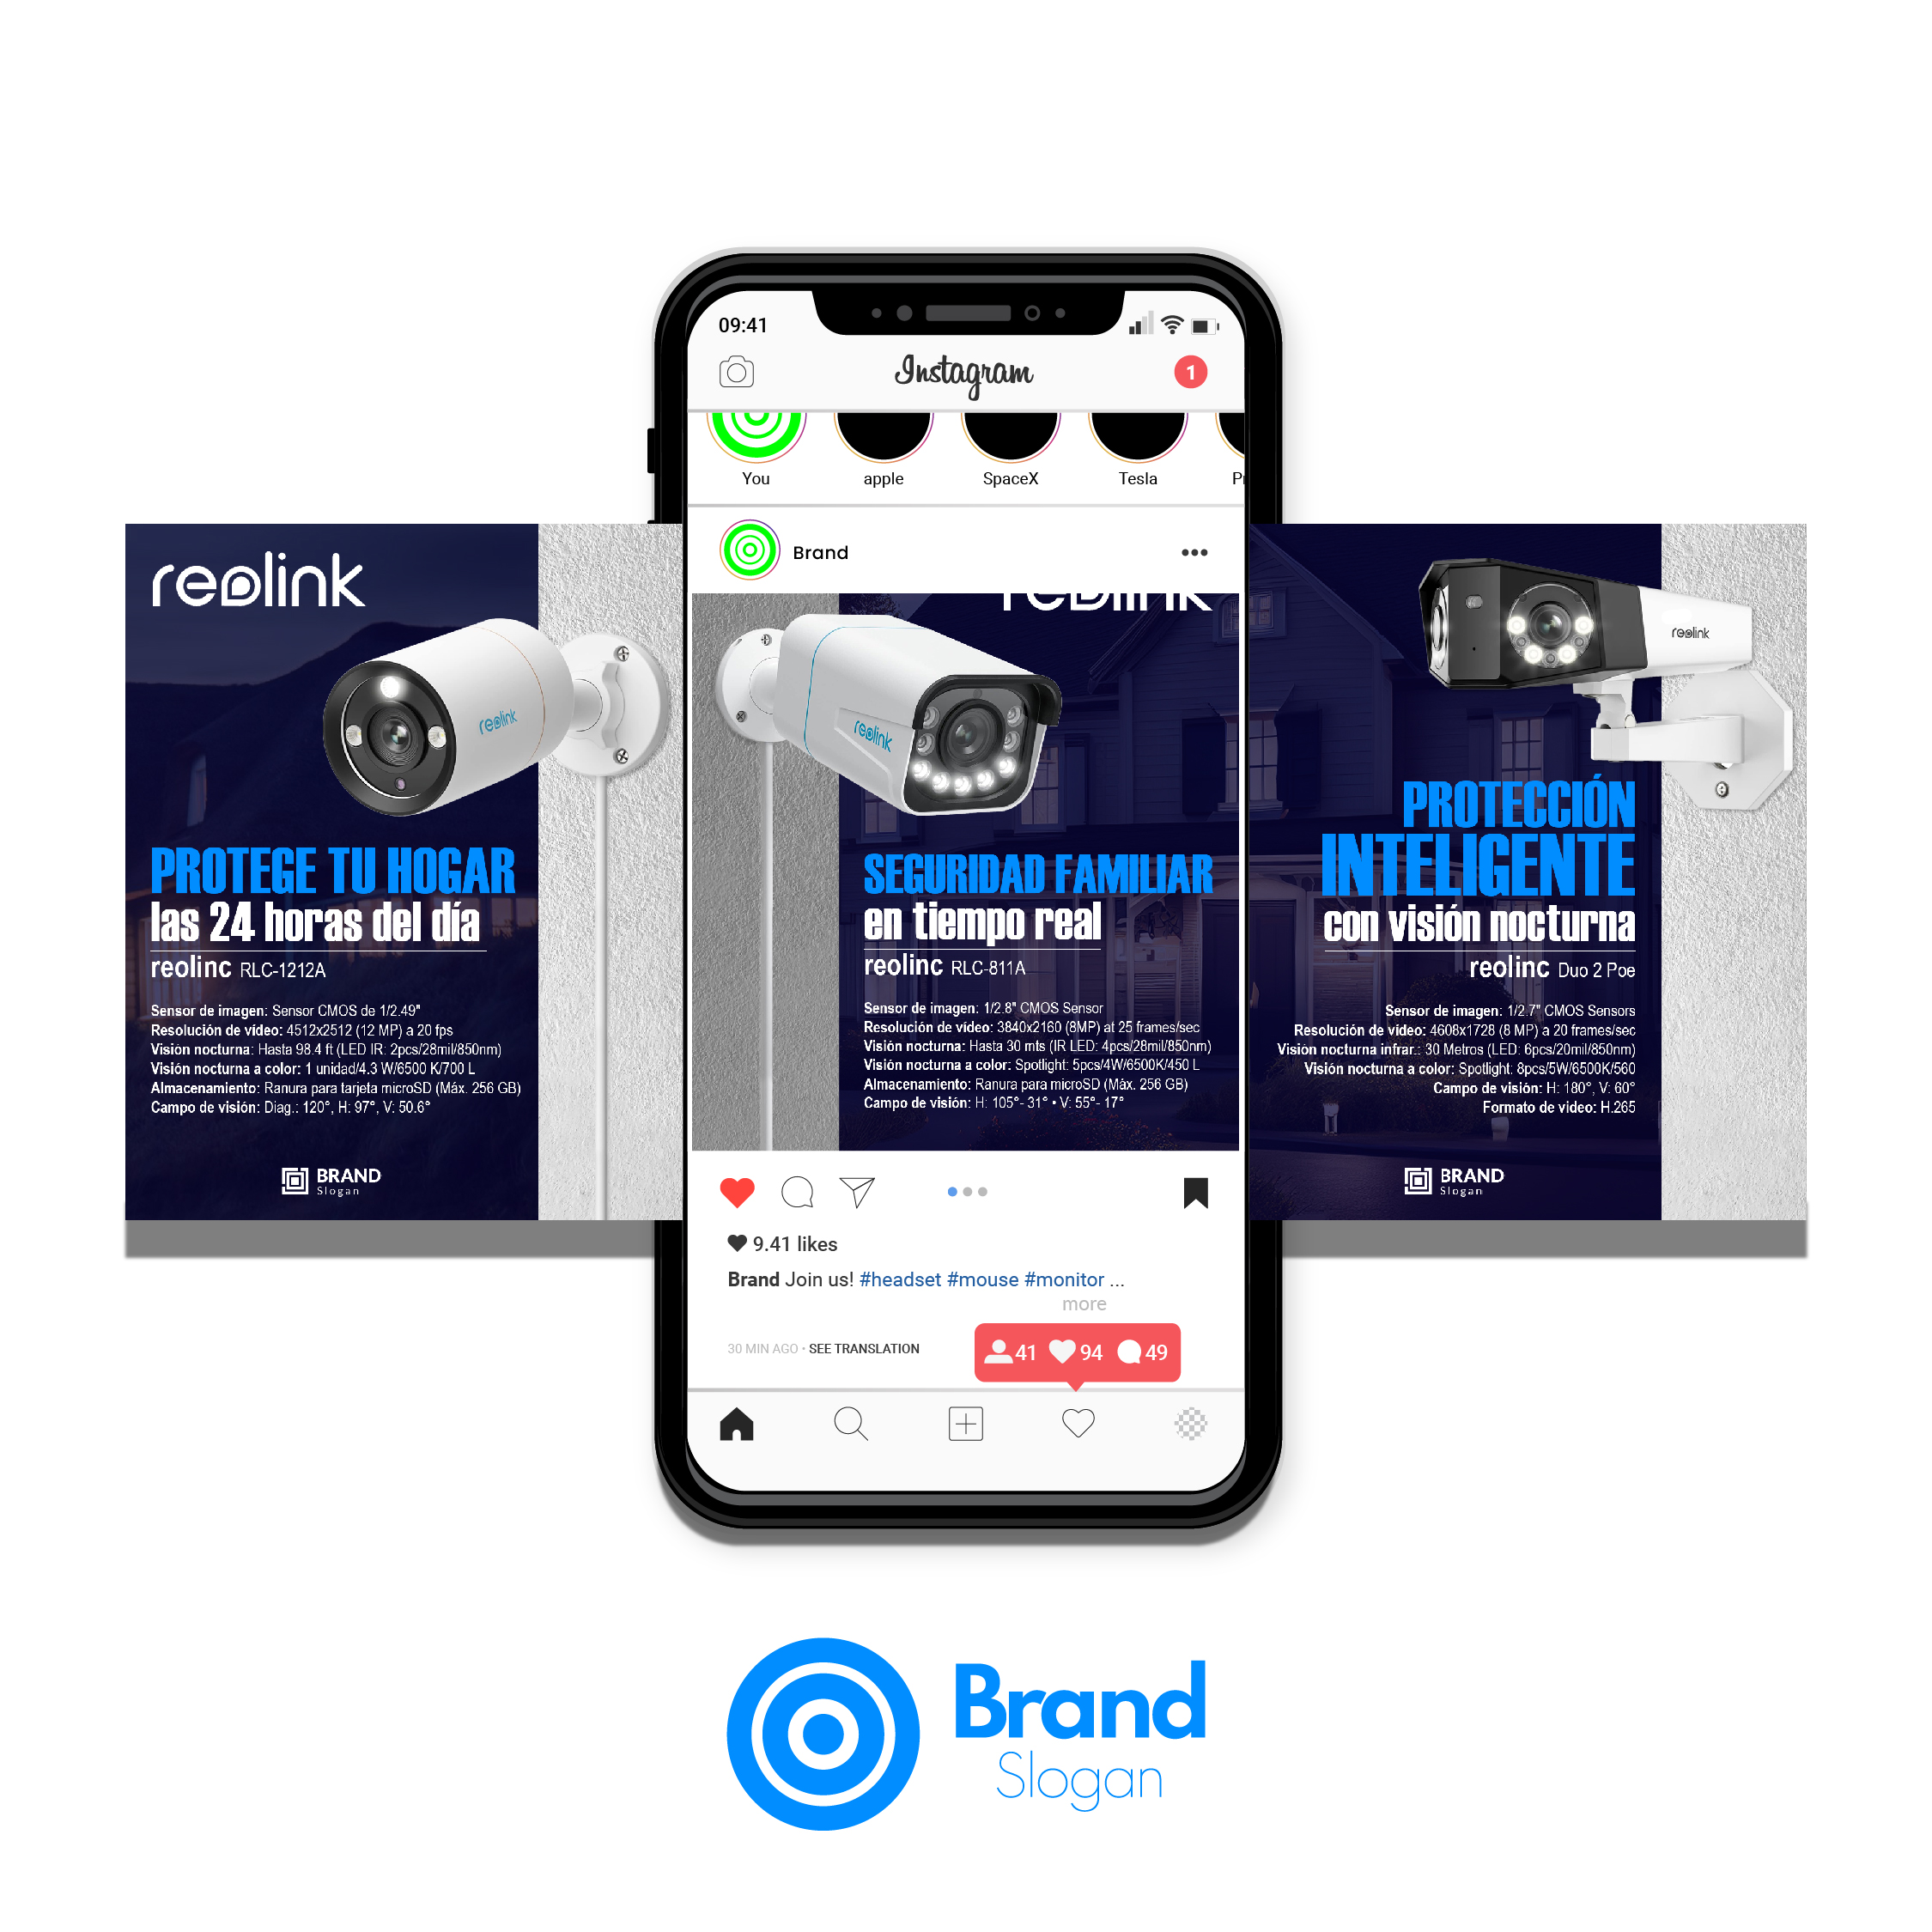 09:41
Instagram
1
You
apple
SpaceX
Tesla
Brand
reolink
reolink
PROTEGE TU HOGAR
las 24 horas del día
reolinc RLC-1212A
Sensor de imagen: Sensor CMOS de 1/2.49"
Resolución de vídeo: 4512x2512 (12 MP) a 20 fps
Visión nocturna: Hasta 98.4 ft (LED IR: 2pcs/28mil/850nm)
Visión nocturna a color: 1 unidad/4.3 W/6500 K/700 L
Almacenamiento: Ranura para tarjeta microSD (Máx. 256 GB)
Campo de visión: Diag.: 120°, H: 97°, V: 50.6°
BRAND
Slogan
reolink
reolink
SEGURIDAD FAMILIAR
en tiempo real
reolinc RLC-811A
Sensor de imagen: 1/2.8" CMOS Sensor
Resolución de vídeo: 3840x2160 (8MP) at 25 frames/sec
Visión nocturna: Hasta 30 mts (IR LED: 4pcs/28mil/850nm)
Visión nocturna a color: Spotlight: 5pcs/4W/6500K/450 L
Almacenamiento: Ranura para microSD (Máx. 256 GB)
Campo de visión: H: 105°- 31° • V: 55°- 17°
reolink
PROTECCIÓN
INTELIGENTE
con visión nocturna
reolinc Duo 2 Poe
Sensor de imagen: 1/2.7" CMOS Sensors
Resolución de vídeo: 4608x1728 (8 MP) a 20 frames/sec
Visión nocturna infrar.: 30 Metros (LED: 6pcs/20mil/850nm)
Visión nocturna a color: Spotlight: 8pcs/5W/6500K/560
Campo de visión: H: 180°, V: 60°
Formato de video: H.265
BRAND
Slogan
9.41 likes
Brand Join us! #headset #mouse #monitor ...
more
30 MIN AGO • SEE TRANSLATION
41 94 49
Brand
Slogan